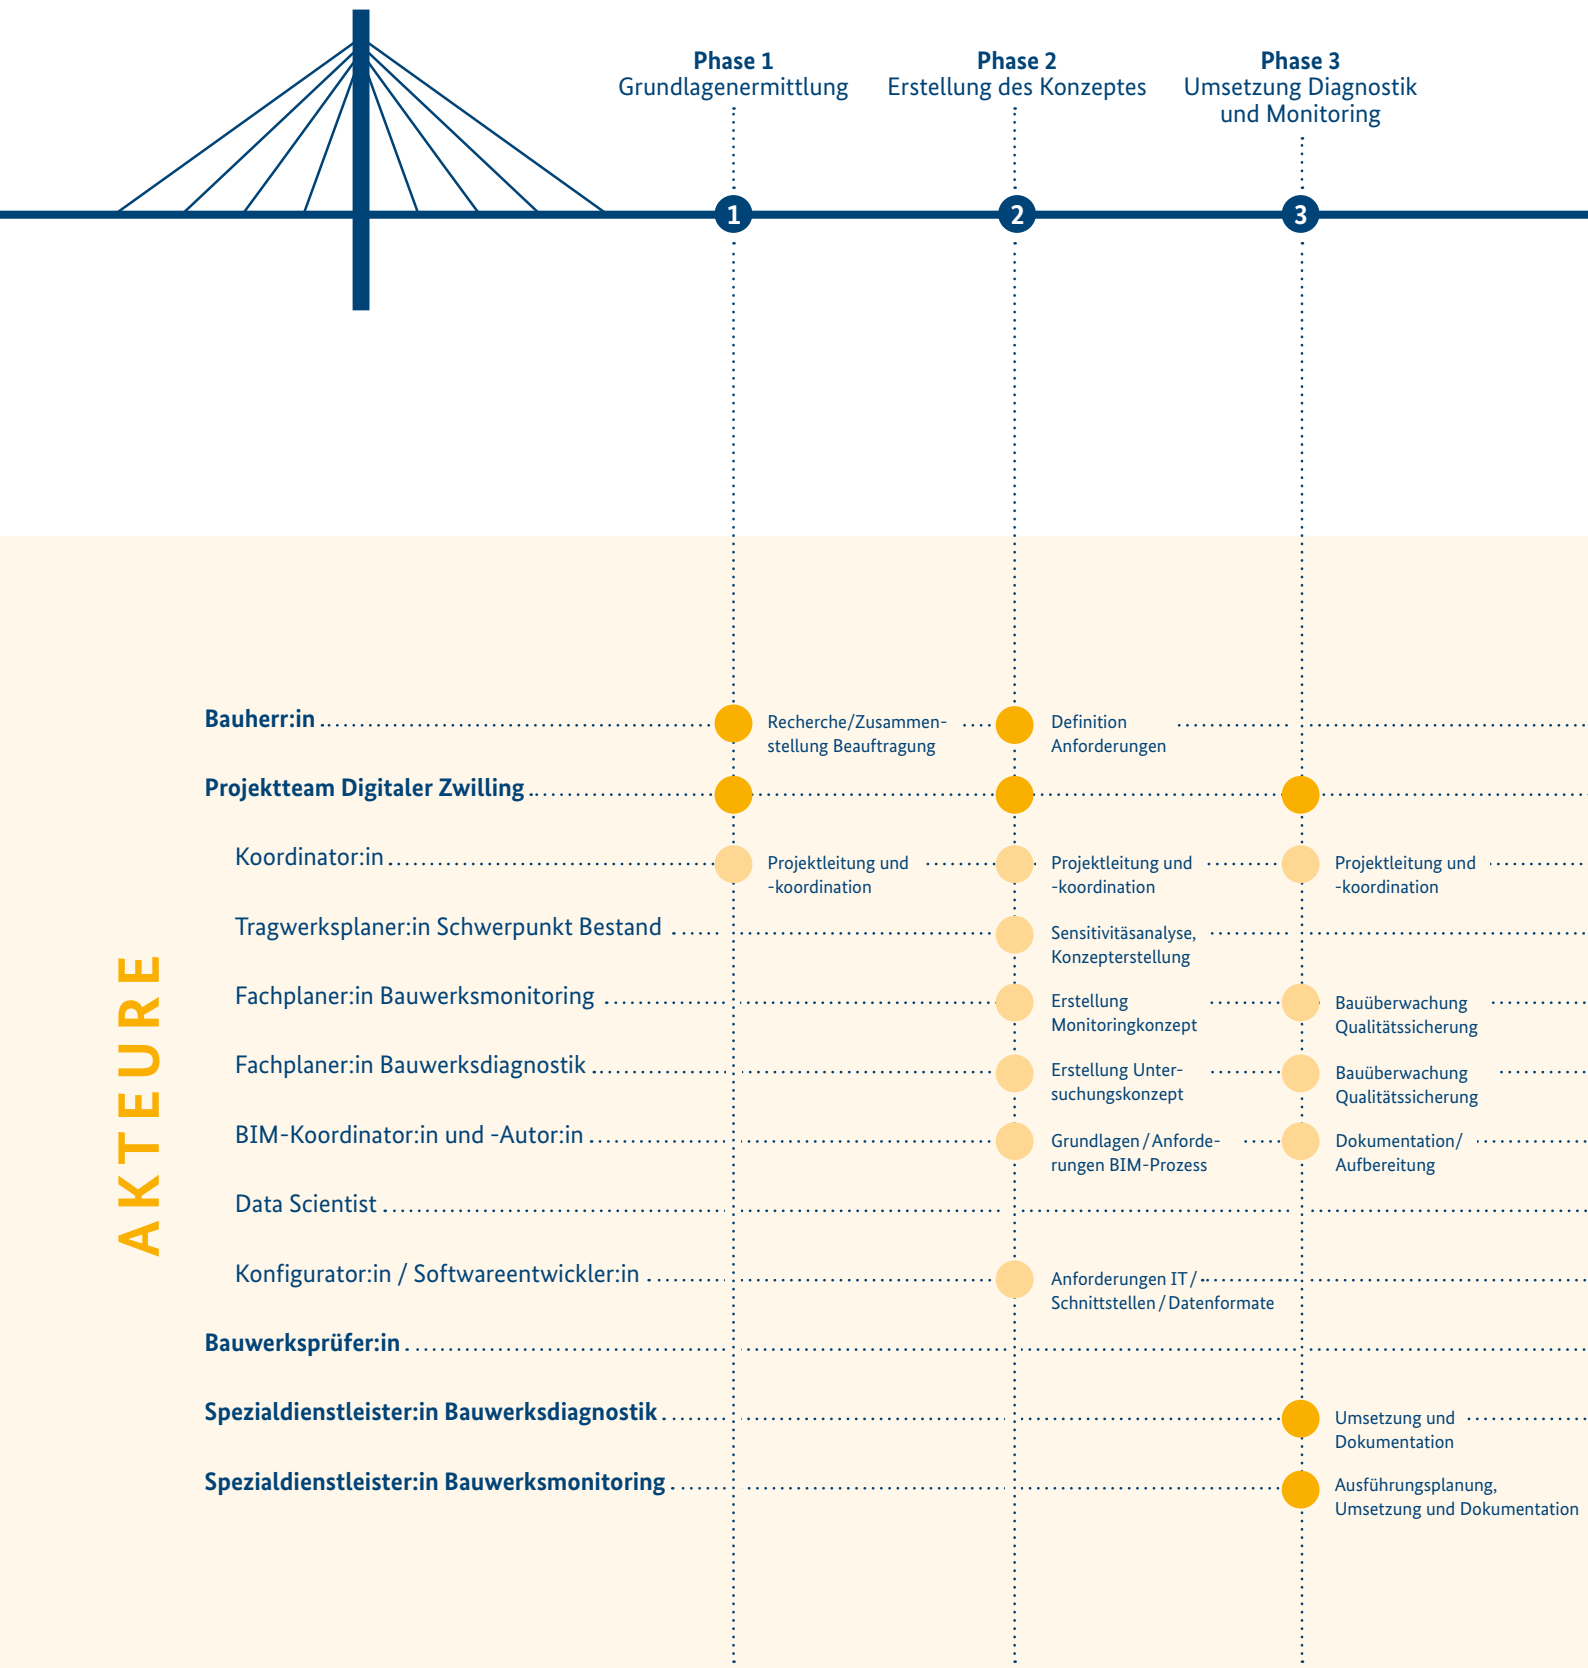 Phase 1
Grundlagenermittlung
Phase 2
Erstellung des Konzeptes
Phase 3
Umsetzung Diagnostik
und Monitoring
1
2
3
AKTEURE
Bauherr:in
Recherche/Zusammen-
stellung Beauftragung
Definition
Anforderungen
Projektteam Digitaler Zwilling
Koordinator:in
Projektleitung und
-koordination
Projektleitung und
-koordination
Projektleitung und
-koordination
Tragwerksplaner:in Schwerpunkt Bestand
Sensitivitäsanalyse,
Konzepterstellung
Fachplaner:in Bauwerksmonitoring
Erstellung
Monitoringkonzept
Bauüberwachung
Qualitätssicherung
Fachplaner:in Bauwerksdiagnostik
Erstellung Unter-
suchungskonzept
Bauüberwachung
Qualitätssicherung
BIM-Koordinator:in und -Autor:in
Grundlagen / Anforde-
rungen BIM-Prozess
Dokumentation/
Aufbereitung
Data Scientist
Konfigurator:in / Softwareentwickler:in
Anforderungen IT /
Schnittstellen / Datenformate
Bauwerksprüfer:in
Spezialdienstleister:in Bauwerksdiagnostik
Umsetzung und
Dokumentation
Spezialdienstleister:in Bauwerksmonitoring
Ausführungsplanung,
Umsetzung und Dokumentation